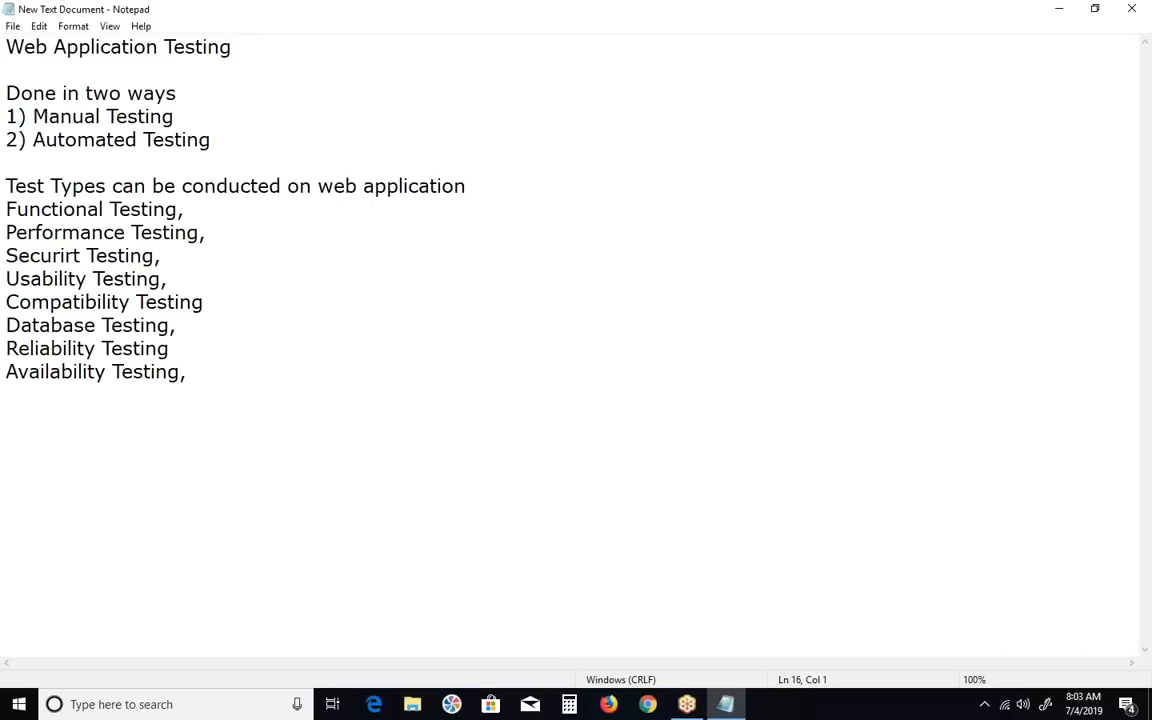 New Text Document - Notepad
File Edit Format View Help
Web Application Testing
Done in two ways
1) Manual Testing
2) Automated Testing
Test Types can be conducted on web application
Functional Testing,
Performance Testing,
Securirt Testing,
Usability Testing,
Compatibility Testing
Database Testing,
Reliability Testing
Availability Testing,
Windows (CRLF) Ln 16, Col 1 100%
Type here to search
8:03 AM
7/4/2019
4